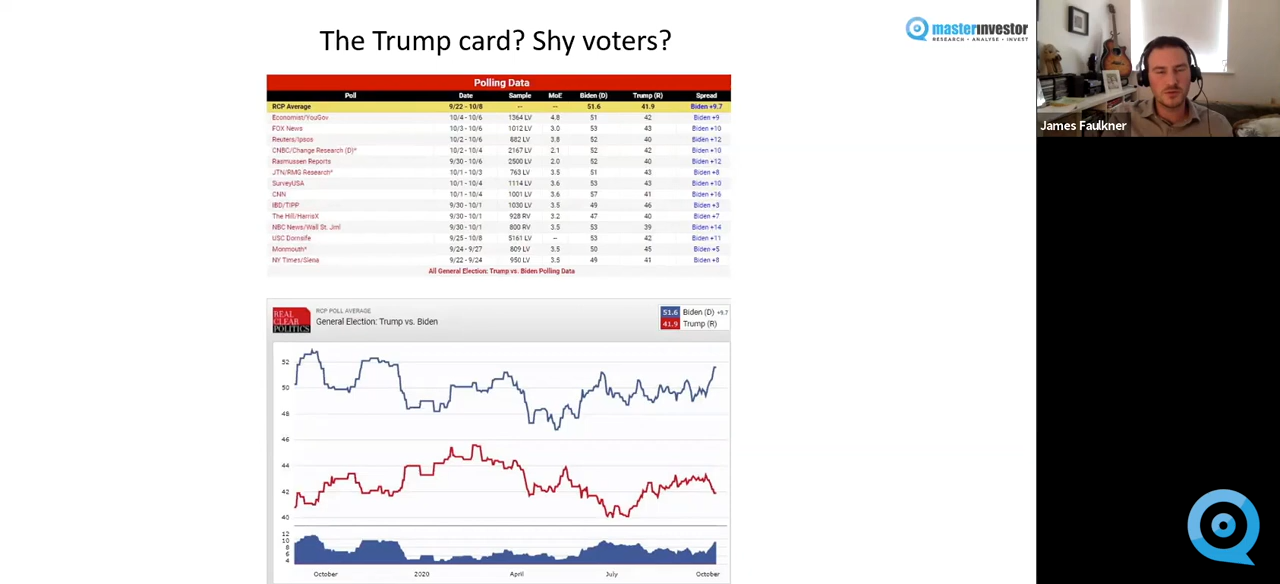 The Trump card? Shy voters?
masterinvestor
RESEARCH • ANALYSE • INVEST
James Faulkner
Polling Data
Poll Date Sample MoE Biden (D) Trump (R) Spread
RCP Average 9/22 - 10/8 -- -- 51.6 41.9 Biden +9.7
Economist/YouGov 10/4 - 10/6 1364 LV 4.8 51 42 Biden +9
FOX News 10/3 - 10/6 1012 LV 3.0 53 43 Biden +10
Reuters/Ipsos 10/2 - 10/6 882 LV 3.8 52 40 Biden +12
CNBC/Change Research (D)* 10/2 - 10/4 2167 LV 2.1 52 42 Biden +10
Rasmussen Reports 9/30 - 10/6 2500 LV 2.0 52 40 Biden +12
JTN/RMG Research* 10/1 - 10/3 763 LV 3.5 51 43 Biden +8
SurveyUSA 10/1 - 10/4 1114 LV 3.6 53 43 Biden +10
CNN 10/1 - 10/4 1001 LV 3.6 57 41 Biden +16
IBD/TIPP 9/30 - 10/1 1030 LV 3.5 49 46 Biden +3
The Hill/HarrisX 9/30 - 10/1 928 RV 3.2 47 40 Biden +7
NBC News/Wall St. Jrnl 9/30 - 10/1 800 RV 3.5 53 39 Biden +14
USC Dornsife 9/25 - 10/8 5161 LV -- 53 42 Biden +11
Monmouth* 9/24 - 9/27 809 LV 3.5 50 45 Biden +5
NY Times/Siena 9/22 - 9/24 950 LV 3.5 49 41 Biden +8
All General Election: Trump vs. Biden Polling Data
REAL
CLEAR
POLITICS
RCP POLL AVERAGE
General Election: Trump vs. Biden
51.6 Biden (D) +9.7
41.9 Trump (R)
52
50
48
46
44
42
40
12
10
8
6
4
October 2020 April July October